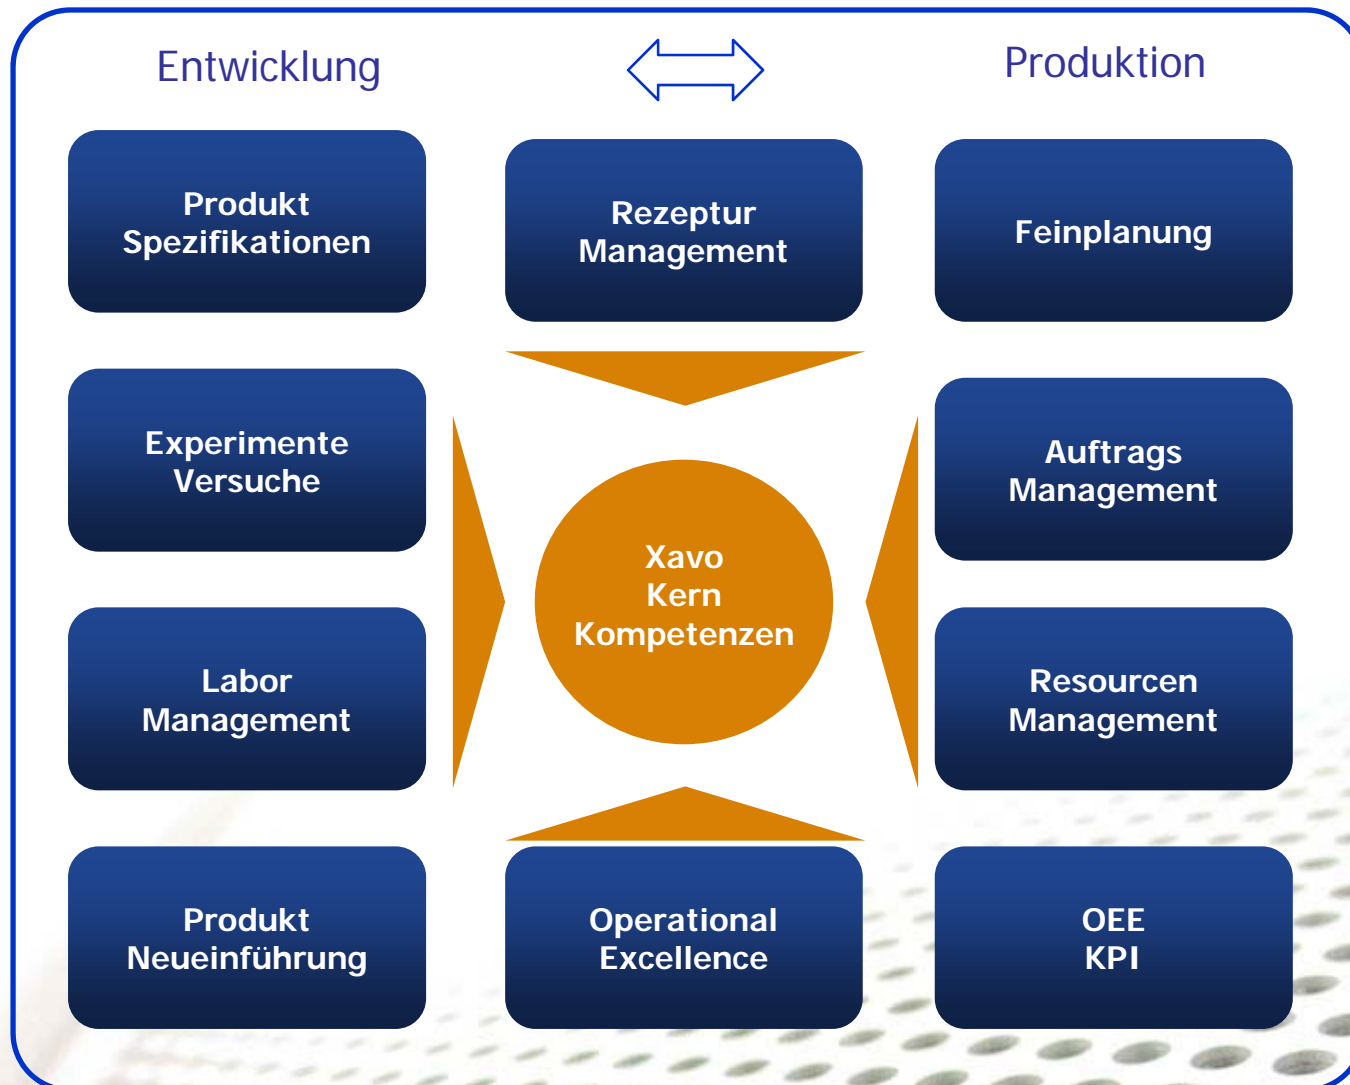 Entwicklung
Produktion
Produkt
Spezifikationen
Rezeptur
Management
Feinplanung
Experimente
Versuche
Auftrags
Management
Xavo
Kern
Kompetenzen
Labor
Management
Resourcen
Management
Produkt
Neueinführung
Operational
Excellence
OEE
KPI